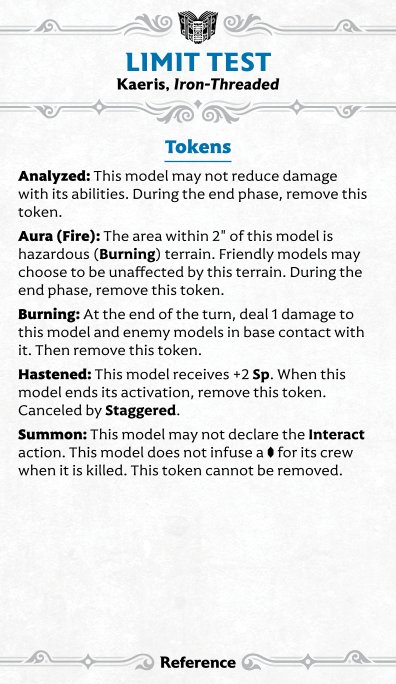 LIMIT TEST
Kaeris, Iron-Threaded
Tokens
Analyzed: This model may not reduce damage
with its abilities. During the end phase, remove this
token.
Aura (Fire): The area within 2" of this model is
hazardous (Burning) terrain. Friendly models may
choose to be unaffected by this terrain. During the
end phase, remove this token.
Burning: At the end of the turn, deal 1 damage to
this model and enemy models in base contact with
it. Then remove this token.
Hastened: This model receives +2 Sp. When this
model ends its activation, remove this token.
Canceled by Staggered.
Summon: This model may not declare the Interact
action. This model does not infuse a for its crew
when it is killed. This token cannot be removed.
Reference